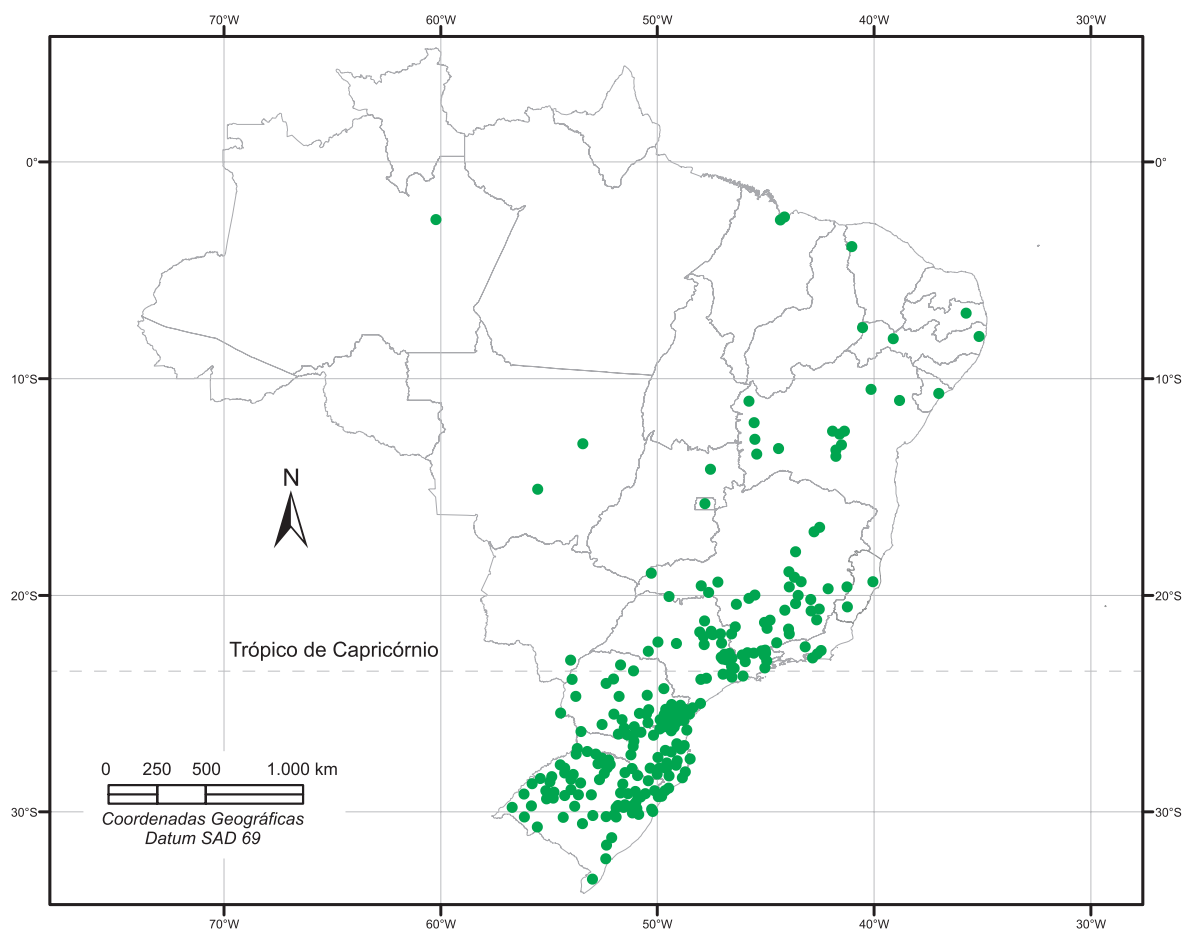 70°W 60°W 50°W 40°W 30°W
0° 0°
10°S 10°S
N
20°S 20°S
Trópico de Capricórnio
0 250 500 1.000 km
30°S 30°S
Coordenadas Geográficas
Datum SAD 69
70°W 60°W 50°W 40°W 30°W